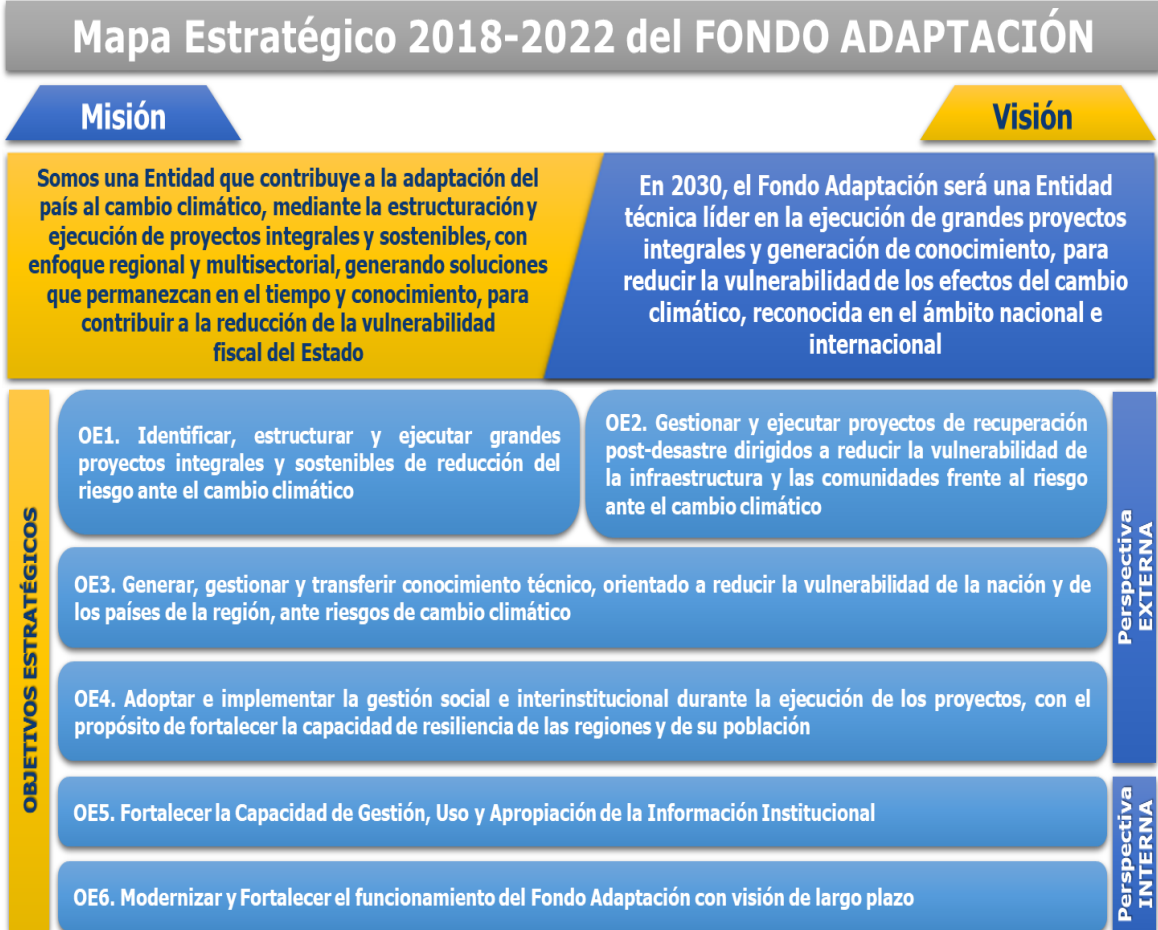 Mapa Estratégico 2018-2022 del FONDO ADAPTACIÓN
Misión
Visión
Somos una Entidad que contribuye a la adaptación del
país al cambio climático, mediante la estructuración y
ejecución de proyectos integrales y sostenibles, con
enfoque regional y multisectorial, generando soluciones
que permanezcan en el tiempo y conocimiento, para
contribuir a la reducción de la vulnerabilidad
fiscal del Estado
En 2030, el Fondo Adaptación será una Entidad
técnica líder en la ejecución de grandes proyectos
integrales y generación de conocimiento, para
reducir la vulnerabilidad de los efectos del cambio
climático, reconocida en el ámbito nacional e
internacional
OBJETIVOS ESTRATÉGICOS
OE1. Identificar, estructurar y ejecutar grandes
proyectos integrales y sostenibles de reducción del
riesgo ante el cambio climático
OE2. Gestionar y ejecutar proyectos de recuperación
post-desastre dirigidos a reducir la vulnerabilidad de
la infraestructura y las comunidades frente al riesgo
ante el cambio climático
OE3. Generar, gestionar y transferir conocimiento técnico, orientado a reducir la vulnerabilidad de la nación y de
los países de la región, ante riesgos de cambio climático
OE4. Adoptar e implementar la gestión social e interinstitucional durante la ejecución de los proyectos, con el
propósito de fortalecer la capacidad de resiliencia de las regiones y de su población
Perspectiva
EXTERNA
OE5. Fortalecer la Capacidad de Gestión, Uso y Apropiación de la Información Institucional
OE6. Modernizar y Fortalecer el funcionamiento del Fondo Adaptación con visión de largo plazo
Perspectiva
INTERNA